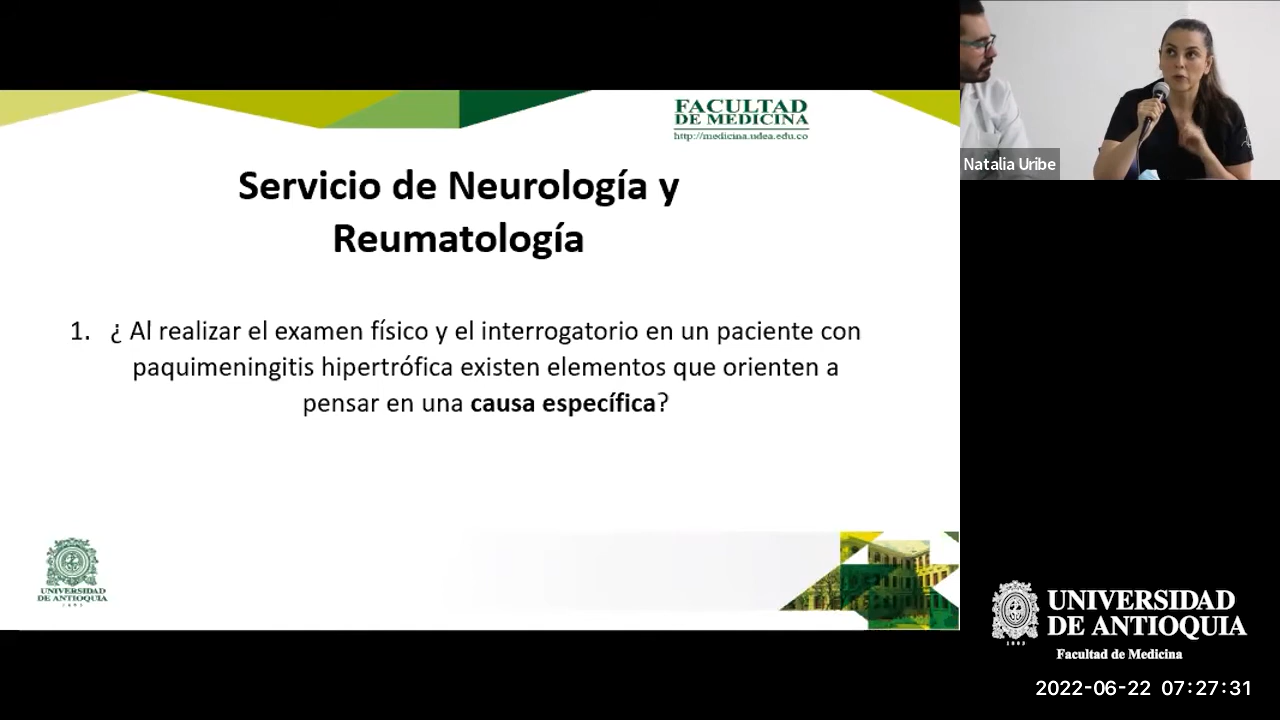 FACULTAD
DE MEDICINA
http://medicina.udea.edu.co
Natalia Uribe
Servicio de Neurología y
Reumatología
1. ¿ Al realizar el examen físico y el interrogatorio en un paciente con
paquimeningitis hipertrófica existen elementos que orienten a
pensar en una causa específica?
UNIVERSIDAD
DE ANTIOQUIA
1803
UNIVERSIDAD
DE ANTIOQUIA
1803
Facultad de Medicina
2022-06-22 07:27:31